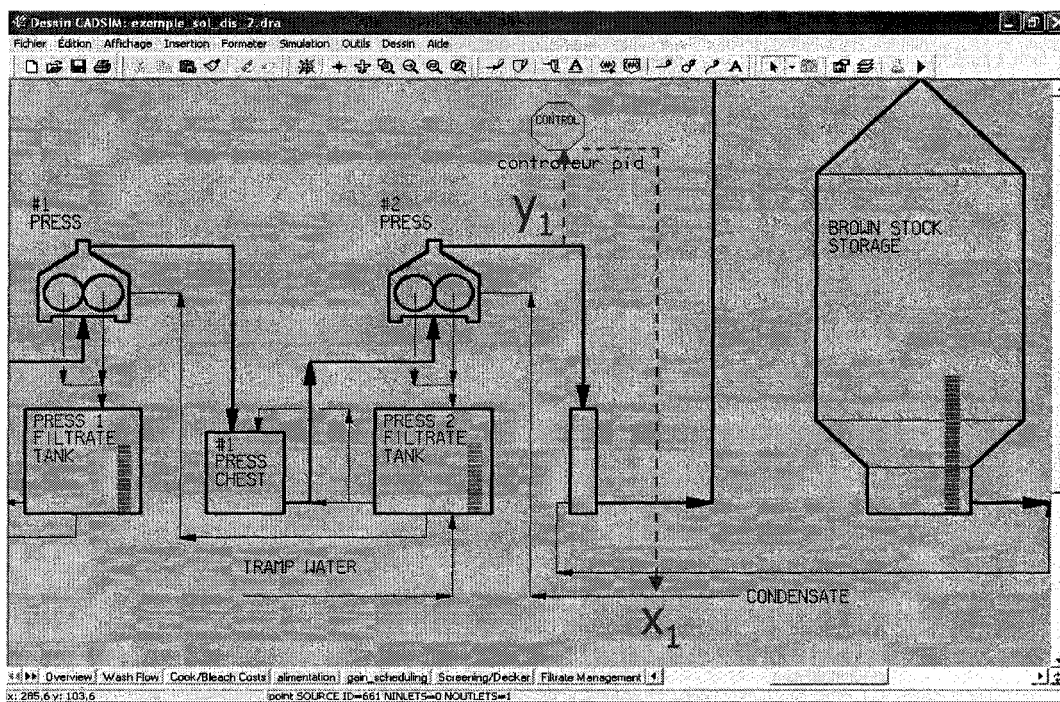 Dessin CADSIM: exemple_sol_dis_2.dra
Fichier Édition Affichage Insertion Formater Simulation Outils Dessin Aide
CONTROL
controleur pid
#1
PRESS
#2
PRESS
y1
BROWN STOCK
STORAGE
PRESS 1
FILTRATE
TANK
#1
PRESS
CHEST
PRESS 2
FILTRATE
TANK
TRAMP WATER
CONDENSATE
x1
Overview Wash Flow Cook/Bleach Costs alimentation gain_scheduling Screening/Decker Filtrate Management
x: 285,6 y: 103,6 point SOURCE ID=661 NINLETS=0 NOUTLETS=1